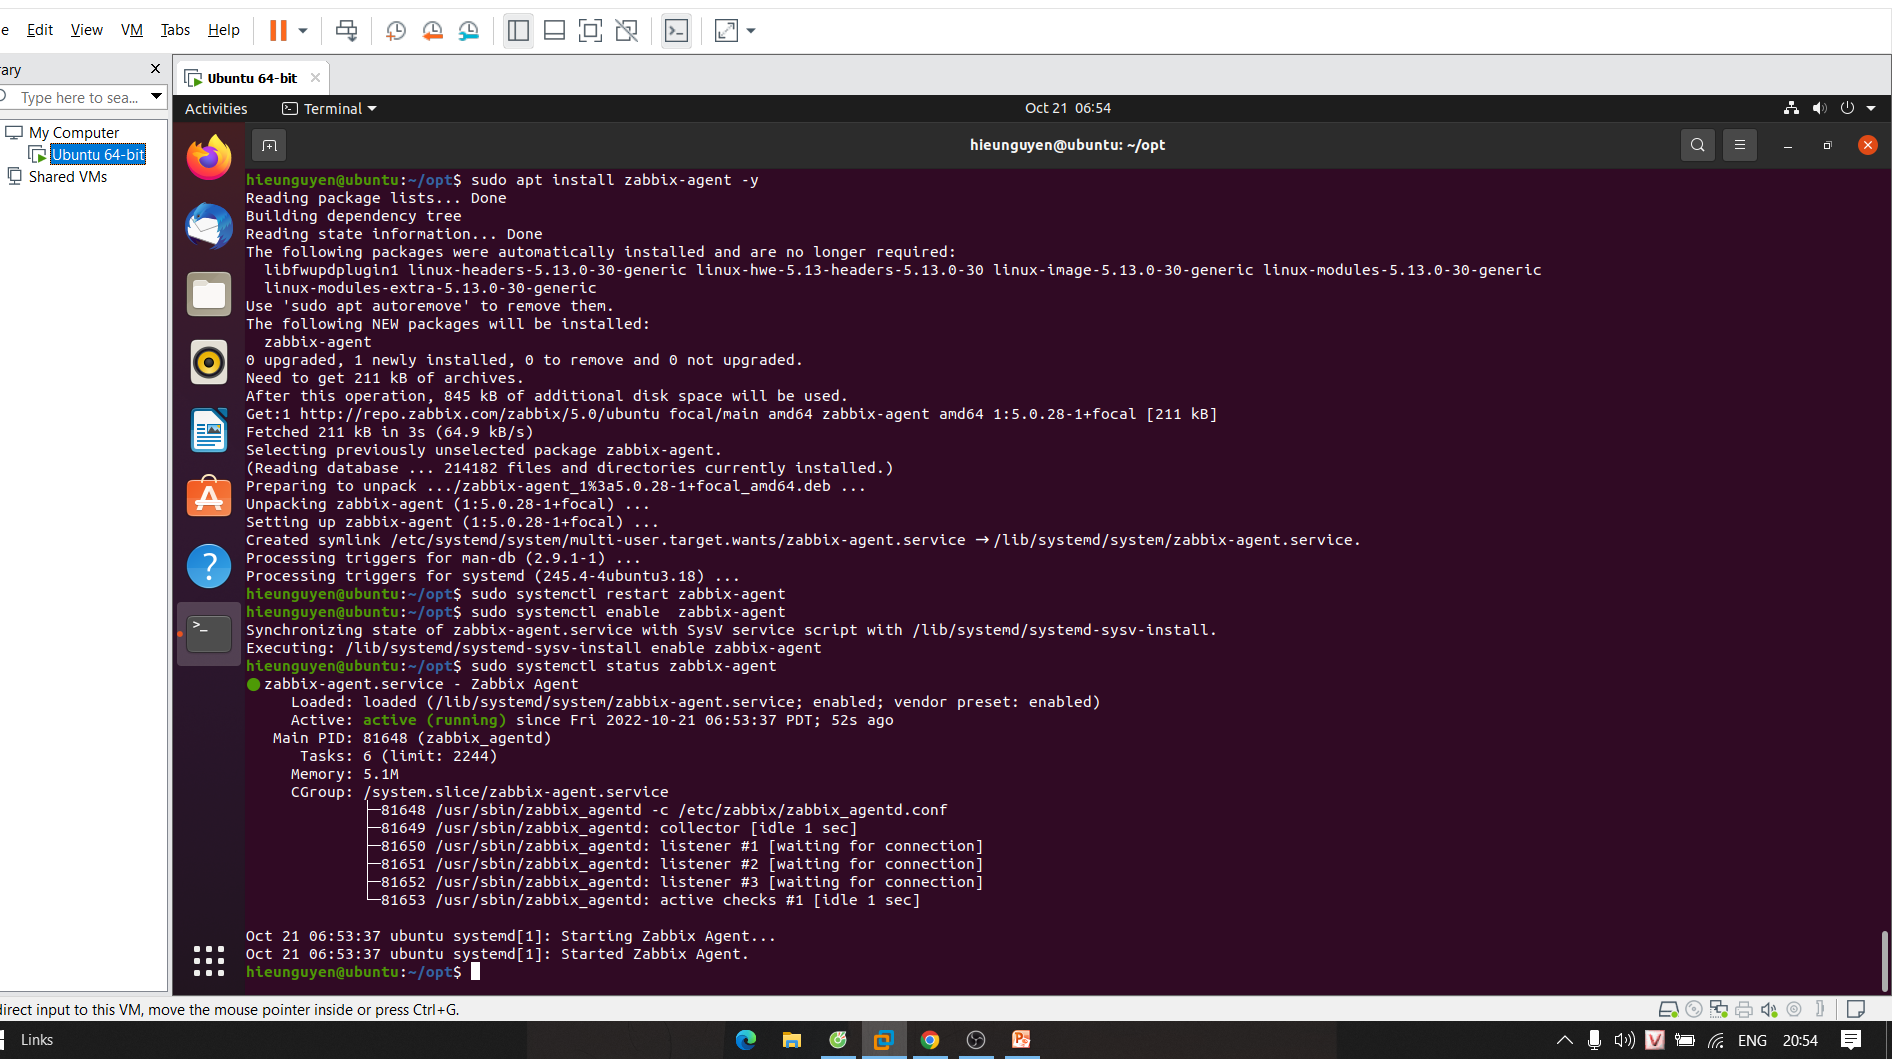 e Edit View VM Tabs Help
ary
Ubuntu 64-bit
Type here to sea...
My Computer
Ubuntu 64-bit
Shared VMs
Activities Terminal Oct 21 06:54
hieunguyen@ubuntu: ~/opt
hieunguyen@ubuntu:~/opt$ sudo apt install zabbix-agent -y
Reading package lists... Done
Building dependency tree
Reading state information... Done
The following packages were automatically installed and are no longer required:
libfwupdplugin1 linux-headers-5.13.0-30-generic linux-hwe-5.13-headers-5.13.0-30 linux-image-5.13.0-30-generic linux-modules-5.13.0-30-generic
linux-modules-extra-5.13.0-30-generic
Use 'sudo apt autoremove' to remove them.
The following NEW packages will be installed:
zabbix-agent
0 upgraded, 1 newly installed, 0 to remove and 0 not upgraded.
Need to get 211 kB of archives.
After this operation, 845 kB of additional disk space will be used.
Get:1 http://repo.zabbix.com/zabbix/5.0/ubuntu focal/main amd64 zabbix-agent amd64 1:5.0.28-1+focal [211 kB]
Fetched 211 kB in 3s (64.9 kB/s)
Selecting previously unselected package zabbix-agent.
(Reading database ... 214182 files and directories currently installed.)
Preparing to unpack .../zabbix-agent_1%3a5.0.28-1+focal_amd64.deb ...
Unpacking zabbix-agent (1:5.0.28-1+focal) ...
Setting up zabbix-agent (1:5.0.28-1+focal) ...
Created symlink /etc/systemd/system/multi-user.target.wants/zabbix-agent.service → /lib/systemd/system/zabbix-agent.service.
Processing triggers for man-db (2.9.1-1) ...
Processing triggers for systemd (245.4-4ubuntu3.18) ...
hieunguyen@ubuntu:~/opt$ sudo systemctl restart zabbix-agent
hieunguyen@ubuntu:~/opt$ sudo systemctl enable  zabbix-agent
Synchronizing state of zabbix-agent.service with SysV service script with /lib/systemd/systemd-sysv-install.
Executing: /lib/systemd/systemd-sysv-install enable zabbix-agent
hieunguyen@ubuntu:~/opt$ sudo systemctl status zabbix-agent
● zabbix-agent.service - Zabbix Agent
Loaded: loaded (/lib/systemd/system/zabbix-agent.service; enabled; vendor preset: enabled)
Active: active (running) since Fri 2022-10-21 06:53:37 PDT; 52s ago
Main PID: 81648 (zabbix_agentd)
Tasks: 6 (limit: 2244)
Memory: 5.1M
CGroup: /system.slice/zabbix-agent.service
├─81648 /usr/sbin/zabbix_agentd -c /etc/zabbix/zabbix_agentd.conf
├─81649 /usr/sbin/zabbix_agentd: collector [idle 1 sec]
├─81650 /usr/sbin/zabbix_agentd: listener #1 [waiting for connection]
├─81651 /usr/sbin/zabbix_agentd: listener #2 [waiting for connection]
├─81652 /usr/sbin/zabbix_agentd: listener #3 [waiting for connection]
└─81653 /usr/sbin/zabbix_agentd: active checks #1 [idle 1 sec]
Oct 21 06:53:37 ubuntu systemd[1]: Starting Zabbix Agent...
Oct 21 06:53:37 ubuntu systemd[1]: Started Zabbix Agent.
hieunguyen@ubuntu:~/opt$
direct input to this VM, move the mouse pointer inside or press Ctrl+G.
Links ENG 20:54